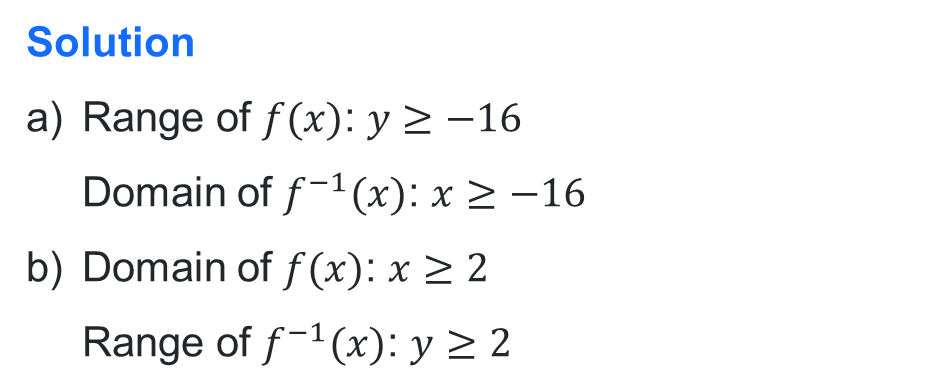 Solution
a) Range of f(x): y ≥ −16
Domain of f⁻¹(x): x ≥ −16
b) Domain of f(x): x ≥ 2
Range of f⁻¹(x): y ≥ 2